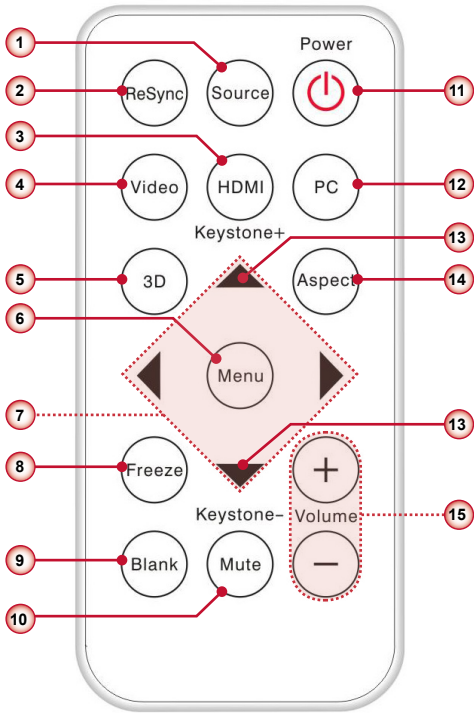 Power
1
2
ReSync
Source
11
3
4
Video
HDMI
PC
12
Keystone+
13
5
3D
Aspect
14
6
Menu
7
13
8
Freeze
+
Keystone–
Volume
15
9
Blank
Mute
–
10